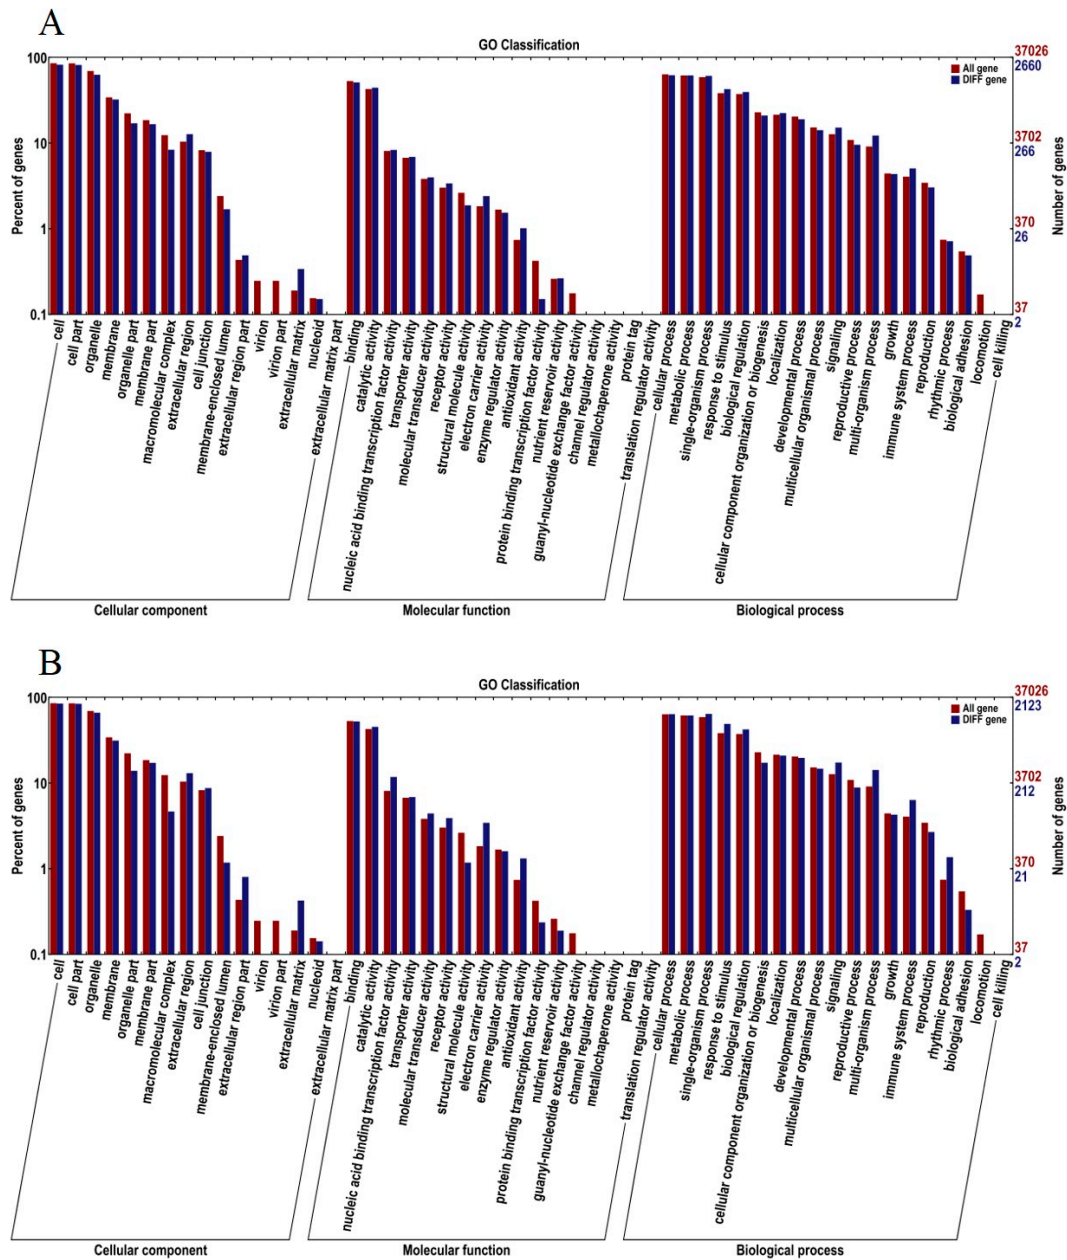 A
GO Classification
100
10
1
0.1
Percent of genes
All gene
DIFF gene
37026
2660
3702
266
370
26
37
2
Number of genes
cell
cell part
organelle
membrane
organelle part
membrane part
macromolecular complex
extracellular region
cell junction
membrane-enclosed lumen
extracellular region part
virion
virion part
extracellular matrix
nucleoid
extracellular matrix part
binding
catalytic activity
nucleic acid binding transcription factor activity
transporter activity
molecular transducer activity
receptor activity
structural molecule activity
electron carrier activity
enzyme regulator activity
antioxidant activity
protein binding transcription factor activity
nutrient reservoir activity
guanyl-nucleotide exchange factor activity
channel regulator activity
metallochaperone activity
protein tag
translation regulator activity
cellular process
metabolic process
single-organism process
response to stimulus
biological regulation
cellular component organization or biogenesis
localization
developmental process
multicellular organismal process
signaling
reproductive process
multi-organism process
growth
immune system process
reproduction
rhythmic process
biological adhesion
locomotion
cell killing
Cellular component
Molecular function
Biological process
B
GO Classification
100
10
1
0.1
Percent of genes
All gene
DIFF gene
37026
2123
3702
212
370
21
37
2
Number of genes
cell
cell part
organelle
membrane
organelle part
membrane part
macromolecular complex
extracellular region
cell junction
membrane-enclosed lumen
extracellular region part
virion
virion part
extracellular matrix
nucleoid
extracellular matrix part
binding
catalytic activity
nucleic acid binding transcription factor activity
transporter activity
molecular transducer activity
receptor activity
structural molecule activity
electron carrier activity
enzyme regulator activity
antioxidant activity
protein binding transcription factor activity
nutrient reservoir activity
guanyl-nucleotide exchange factor activity
channel regulator activity
metallochaperone activity
protein tag
translation regulator activity
cellular process
metabolic process
single-organism process
response to stimulus
biological regulation
cellular component organization or biogenesis
localization
developmental process
multicellular organismal process
signaling
reproductive process
multi-organism process
growth
immune system process
reproduction
rhythmic process
biological adhesion
locomotion
cell killing
Cellular component
Molecular function
Biological process